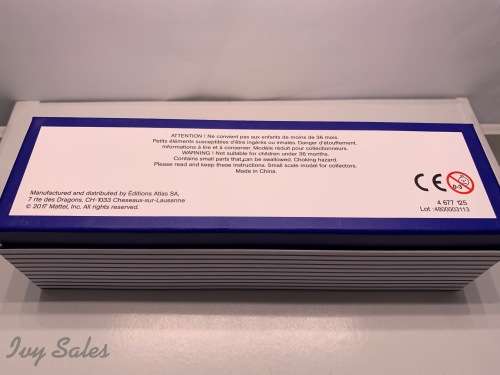 ATTENTION ! Ne convient pas aux enfants de moins de 36 mois.
Petits éléments susceptibles d'être ingérés ou inhalés. Danger d'étouffement.
Informations à lire et à conserver. Modèle réduit pour collectionneurs.
WARNING ! Not suitable for children under 36 months.
Contains small parts that can be swallowed. Choking hazard.
Please read and keep these instructions. Small scale model for collectors.
Made in China.
Manufactured and distributed by Editions Atlas SA,
7 rte des Dragons, CH-1033 Cheseaux-sur-Lausanne
© 2017 Mattel, Inc. All rights reserved.
CE 0-3
4 677 125
Lot : 4800003113
Ivy Sales